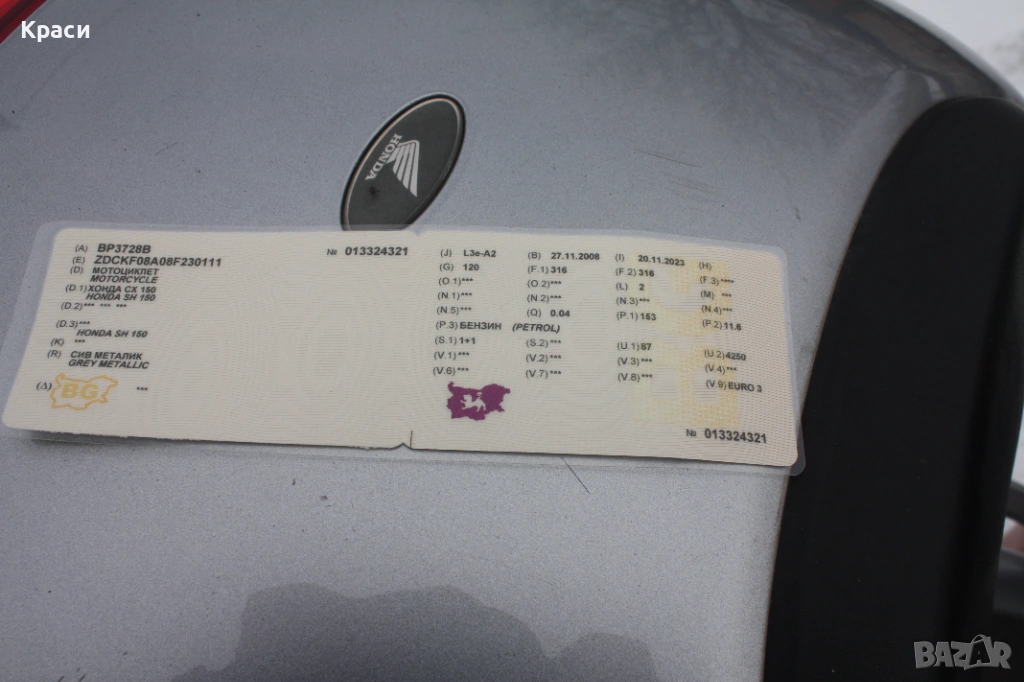 Краси
HONDA
(A) BP3728B
№ 013324321
(E) ZDCKF08A08F230111
(D) МОТОЦИКЛЕТ
MOTORCYCLE
(D.1) ХОНДА СХ 150
HONDA SH 150
(D.2)*** *** ***
(D.3)***
HONDA SH 150
(K) ***
(R) СИВ МЕТАЛИК
GREY METALLIC
(Δ) BG ***
(J) L3e-A2 (B) 27.11.2008 (I) 20.11.2023 (H)
(G) 120 (F.1) 316 (F.2) 316 (F.3) ***
(O.1)*** (O.2)*** (L) 2 (M) ***
(N.1)*** (N.2)*** (N.3)*** (N.4)***
(N.5)*** (Q) 0.04 (P.1) 153 (P.2) 11.6
(P.3) БЕНЗИН (PETROL)
(S.1) 1+1 (S.2)*** (U.1) 87 (U.2) 4250
(V.1)*** (V.2)*** (V.3)*** (V.4)***
(V.6)*** (V.7)*** (V.8)*** (V.9) EURO 3
№ 013324321
BAZAR